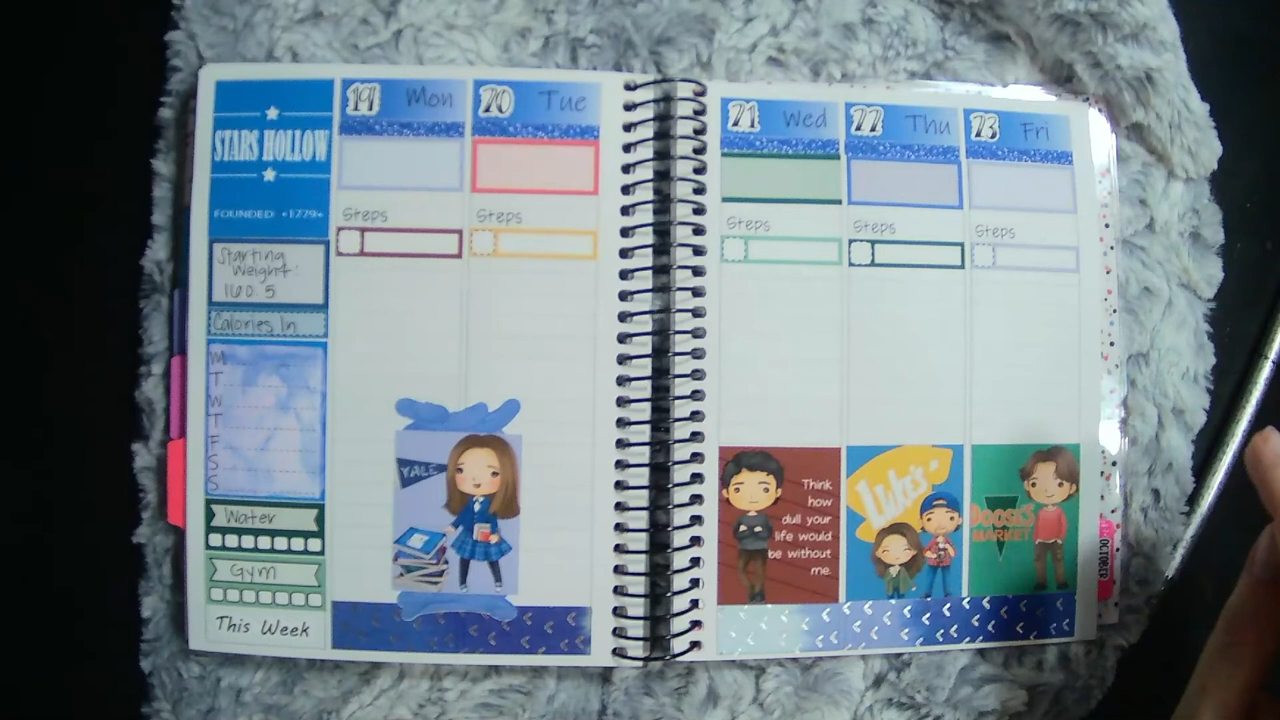 STARS HOLLOW
FOUNDED •1779•
Starting
Weight:
160.5
Calories In
M
T
W
T
F
S
S
Water
Gym
This Week
19 Mon
Steps
20 Tue
Steps
YALE
21 Wed
Steps
Think
how
dull your
life would
be without
me.
22 Thu
Steps
Luke's
23 Fri
Steps
DOOSE'S
MARKET
OCTOBER